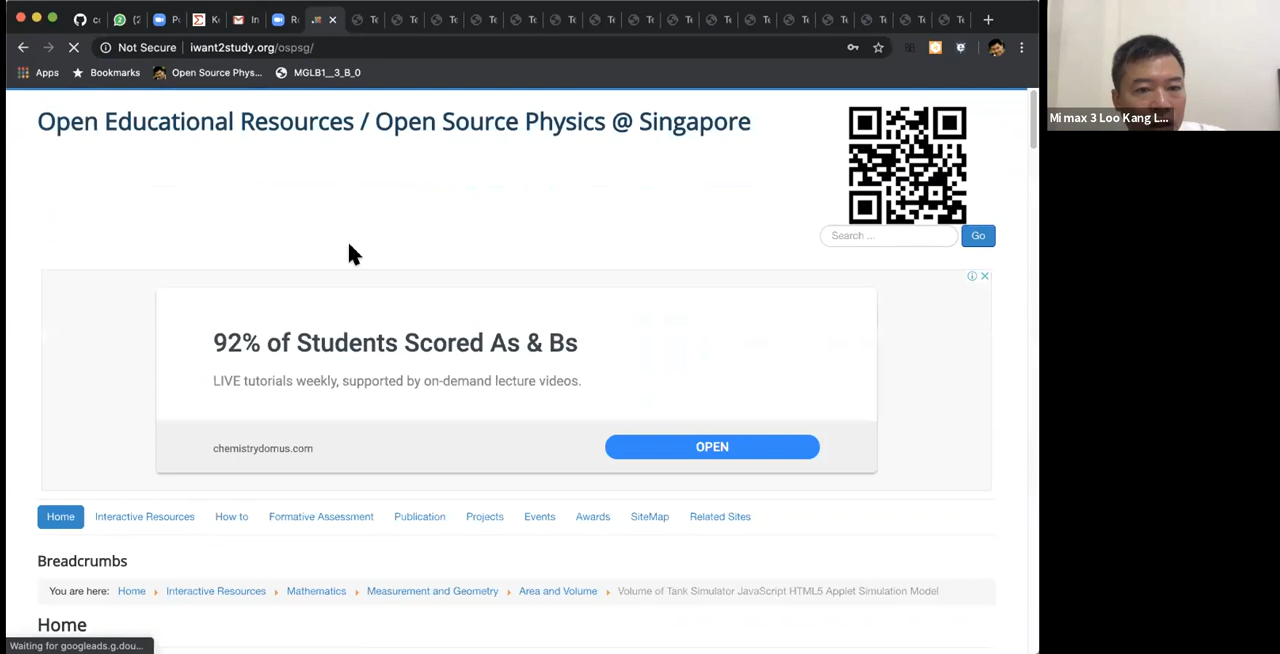 Not Secure
iwant2study.org/ospsg/
Apps
Bookmarks
Open Source Phys...
MGLB1__3_B_0
Open Educational Resources / Open Source Physics @ Singapore
Mi max 3 Loo Kang L...
Search ...
Go
92% of Students Scored As & Bs
LIVE tutorials weekly, supported by on-demand lecture videos.
chemistrydomus.com
OPEN
Home
Interactive Resources
How to
Formative Assessment
Publication
Projects
Events
Awards
SiteMap
Related Sites
Breadcrumbs
You are here: Home
Interactive Resources
Mathematics
Measurement and Geometry
Area and Volume
Volume of Tank Simulator JavaScript HTML5 Applet Simulation Model
Home
Waiting for googleads.g.dou...